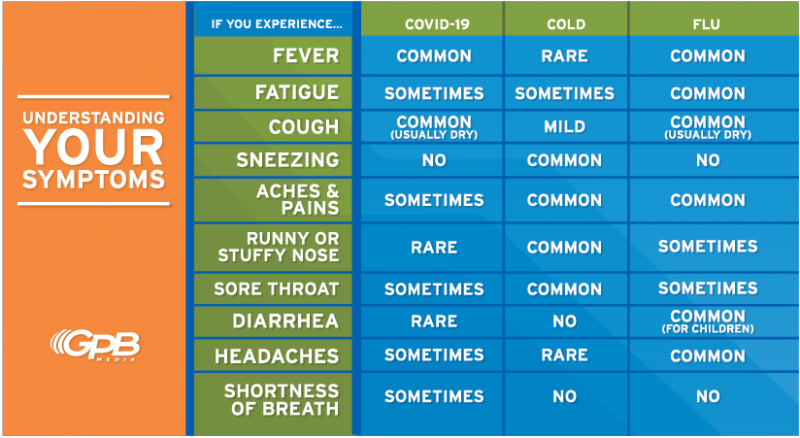 UNDERSTANDING
YOUR
SYMPTOMS
GPB
MEDIA
IF YOU EXPERIENCE... COVID-19 COLD FLU
FEVER COMMON RARE COMMON
FATIGUE SOMETIMES SOMETIMES COMMON
COUGH COMMON MILD COMMON
(USUALLY DRY) (USUALLY DRY)
SNEEZING NO COMMON NO
ACHES &
PAINS SOMETIMES COMMON COMMON
RUNNY OR
STUFFY NOSE RARE COMMON SOMETIMES
SORE THROAT SOMETIMES COMMON SOMETIMES
DIARRHEA RARE NO COMMON
(FOR CHILDREN)
HEADACHES SOMETIMES RARE COMMON
SHORTNESS
OF BREATH SOMETIMES NO NO